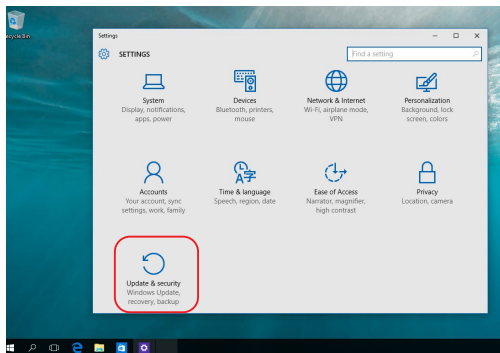 Recycle Bin
Settings
SETTINGS
Find a setting
System
Display, notifications,
apps, power
Devices
Bluetooth, printers,
mouse
Network & Internet
Wi-Fi, airplane mode,
VPN
Personalization
Background, lock
screen, colors
Accounts
Your account, sync
settings, work, family
A字
Time & language
Speech, region, date
Ease of Access
Narrator, magnifier,
high contrast
Privacy
Location, camera
Update & security
Windows Update,
recovery, backup